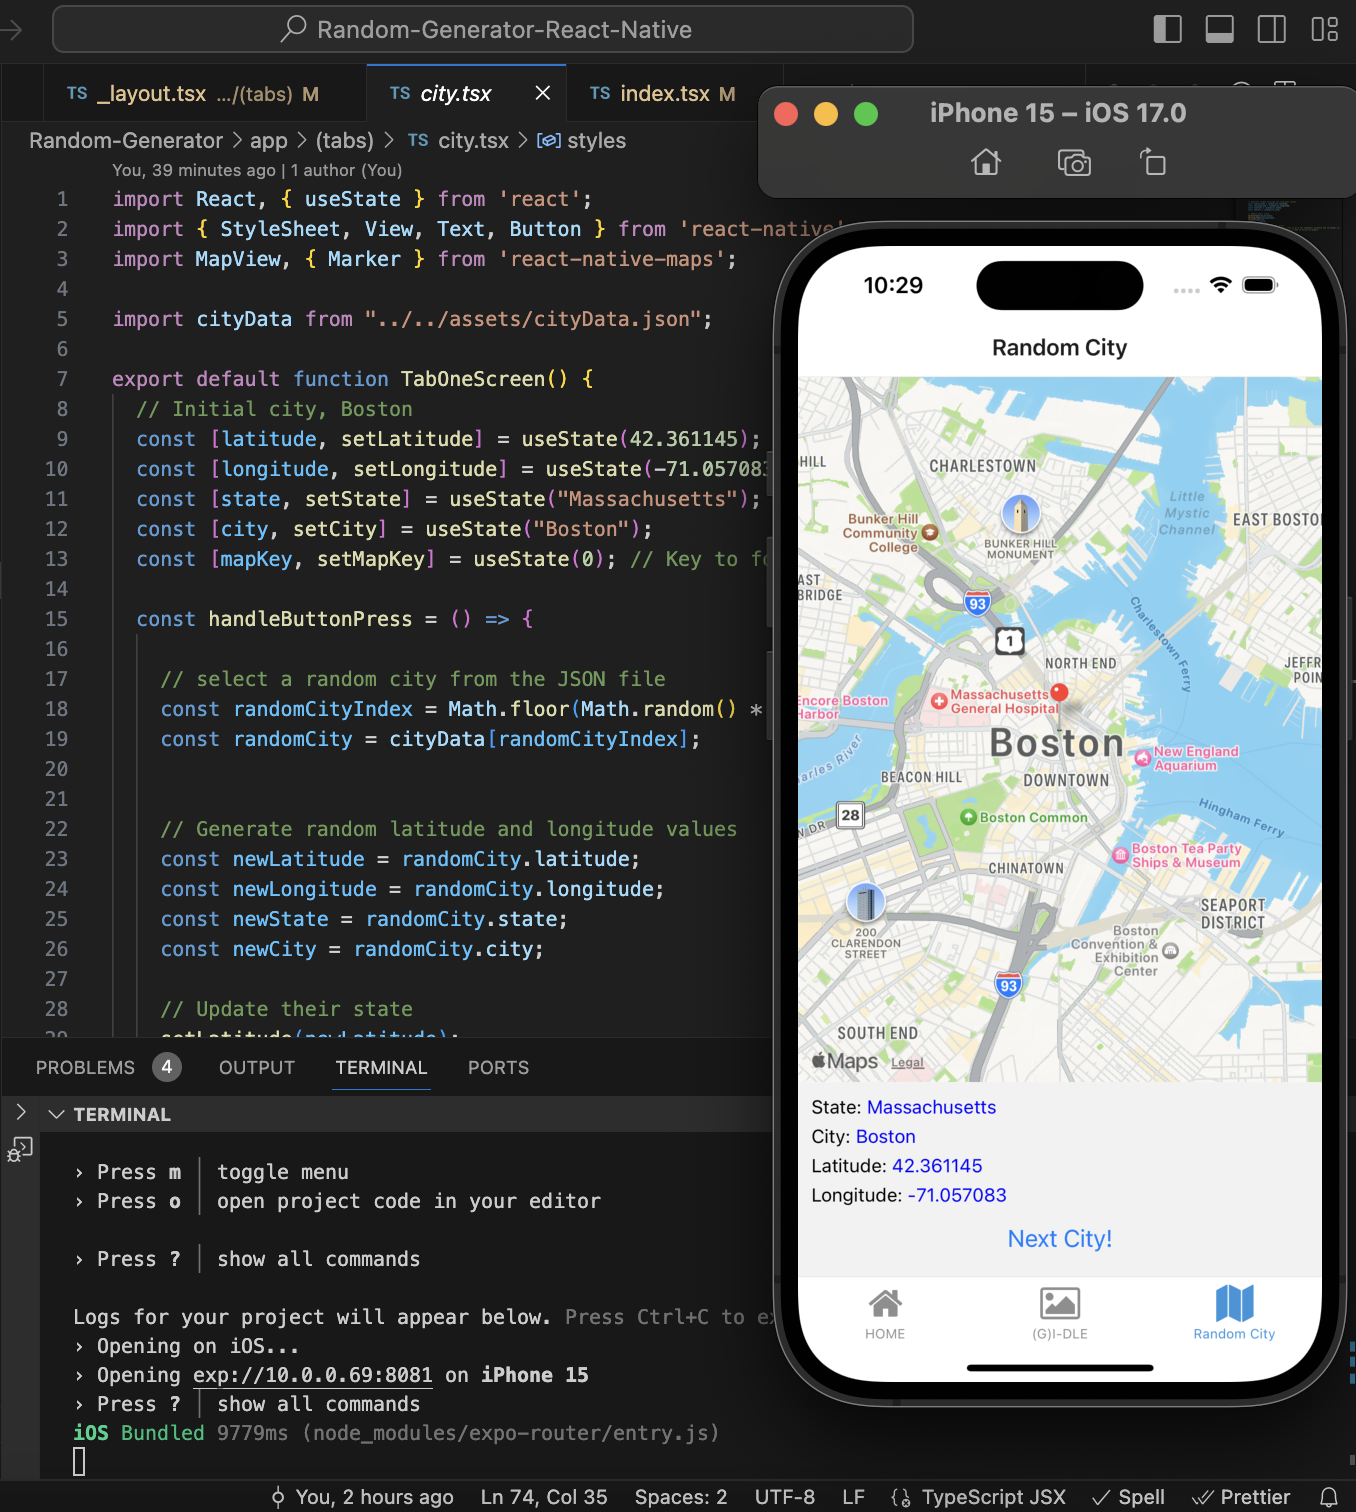 Random-Generator-React-Native
TS _layout.tsx .../(tabs) M
TS city.tsx
TS index.tsx M
Random-Generator > app > (tabs) > TS city.tsx > styles
You, 39 minutes ago | 1 author (You)
1 import React, { useState } from 'react';
2 import { StyleSheet, View, Text, Button } from 'react-native'
3 import MapView, { Marker } from 'react-native-maps';
4
5 import cityData from "../../assets/cityData.json";
6
7 export default function TabOneScreen() {
8 // Initial city, Boston
9 const [latitude, setLatitude] = useState(42.361145);
10 const [longitude, setLongitude] = useState(-71.057083
11 const [state, setState] = useState("Massachusetts");
12 const [city, setCity] = useState("Boston");
13 const [mapKey, setMapKey] = useState(0); // Key to fo
14
15 const handleButtonPress = () => {
16
17 // select a random city from the JSON file
18 const randomCityIndex = Math.floor(Math.random() *
19 const randomCity = cityData[randomCityIndex];
20
21
22 // Generate random latitude and longitude values
23 const newLatitude = randomCity.latitude;
24 const newLongitude = randomCity.longitude;
25 const newState = randomCity.state;
26 const newCity = randomCity.city;
27
28 // Update their state
29 setLatitude(newLatitude);
PROBLEMS 4 OUTPUT TERMINAL PORTS
TERMINAL
› Press m │ toggle menu
› Press o │ open project code in your editor
› Press ? │ show all commands
Logs for your project will appear below. Press Ctrl+C to ex
› Opening on iOS...
› Opening exp://10.0.0.69:8081 on iPhone 15
› Press ? │ show all commands
iOS Bundled 9779ms (node_modules/expo-router/entry.js)
You, 2 hours ago Ln 74, Col 35 Spaces: 2 UTF-8 LF TypeScript JSX Spell Prettier
iPhone 15 – iOS 17.0
10:29
Random City
HILL
CHARLESTOWN
Little
Mystic
Channel
EAST BOSTO
Bunker Hill
Community
College
BUNKER HILL
MONUMENT
AST
BRIDGE
93
1
Charlestown Ferry
NORTH END
JEFFR
POIN
Encore Boston
Harbor
Massachusetts
General Hospital
Boston
New England
Aquarium
arles River
BEACON HILL
DOWNTOWN
28
N DR
Boston Common
Hingham Ferry
Boston Tea Party
Ships & Museum
CHINATOWN
SEAPORT
DISTRICT
200
CLARENDON
STREET
Boston
Convention &
Exhibition
Center
93
SOUTH END
Maps Legal
State: Massachusetts
City: Boston
Latitude: 42.361145
Longitude: -71.057083
Next City!
HOME
(G)I-DLE
Random City